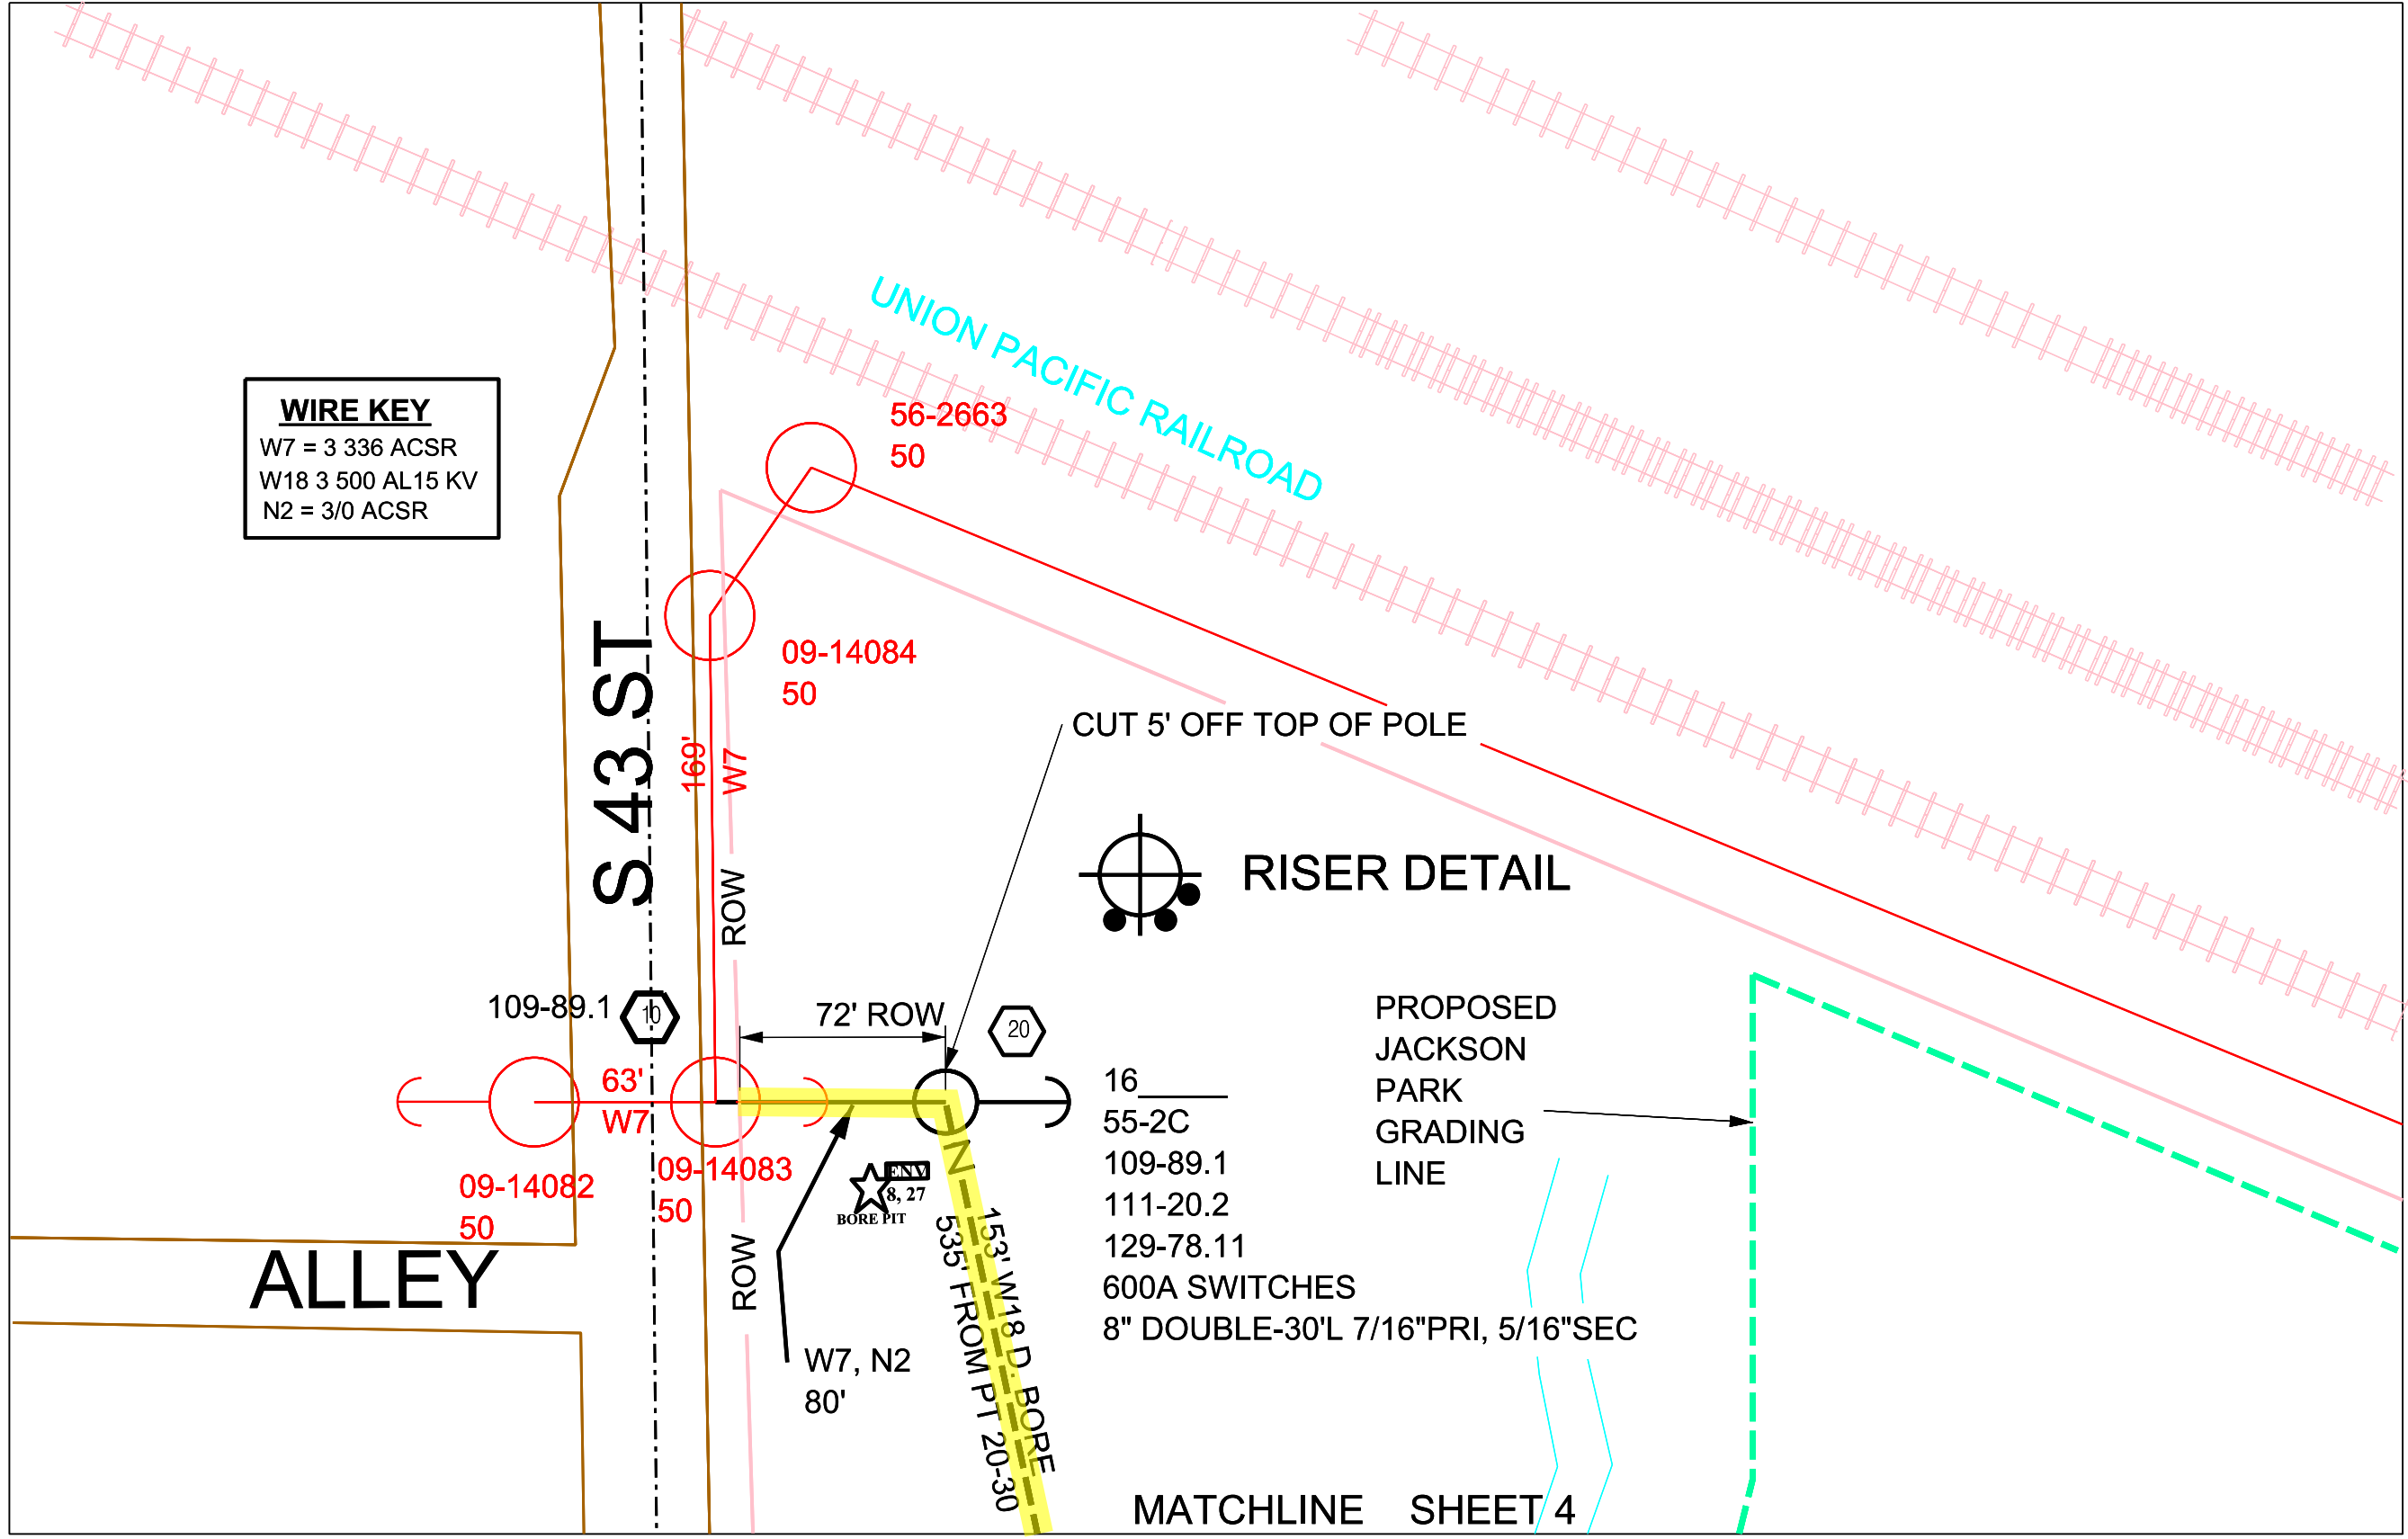 UNION PACIFIC RAILROAD
WIRE KEY
W7 = 3 336 ACSR
W18 3 500 AL15 KV
N2 = 3/0 ACSR
56-2663
50
S 43 ST
09-14084
50
169'
W7
CUT 5' OFF TOP OF POLE
RISER DETAIL
ROW
109-89.1
10
72' ROW
20
PROPOSED
JACKSON
PARK
GRADING
LINE
63'
W7
16______
55-2C
109-89.1
111-20.2
129-78.11
600A SWITCHES
8" DOUBLE-30'L 7/16"PRI, 5/16"SEC
09-14082
50
09-14083
50
N
ENV
8, 27
BORE PIT
ALLEY
ROW
153' W18 D. BORE
535' FROM PT 20-30
W7, N2
80'
MATCHLINE SHEET 4